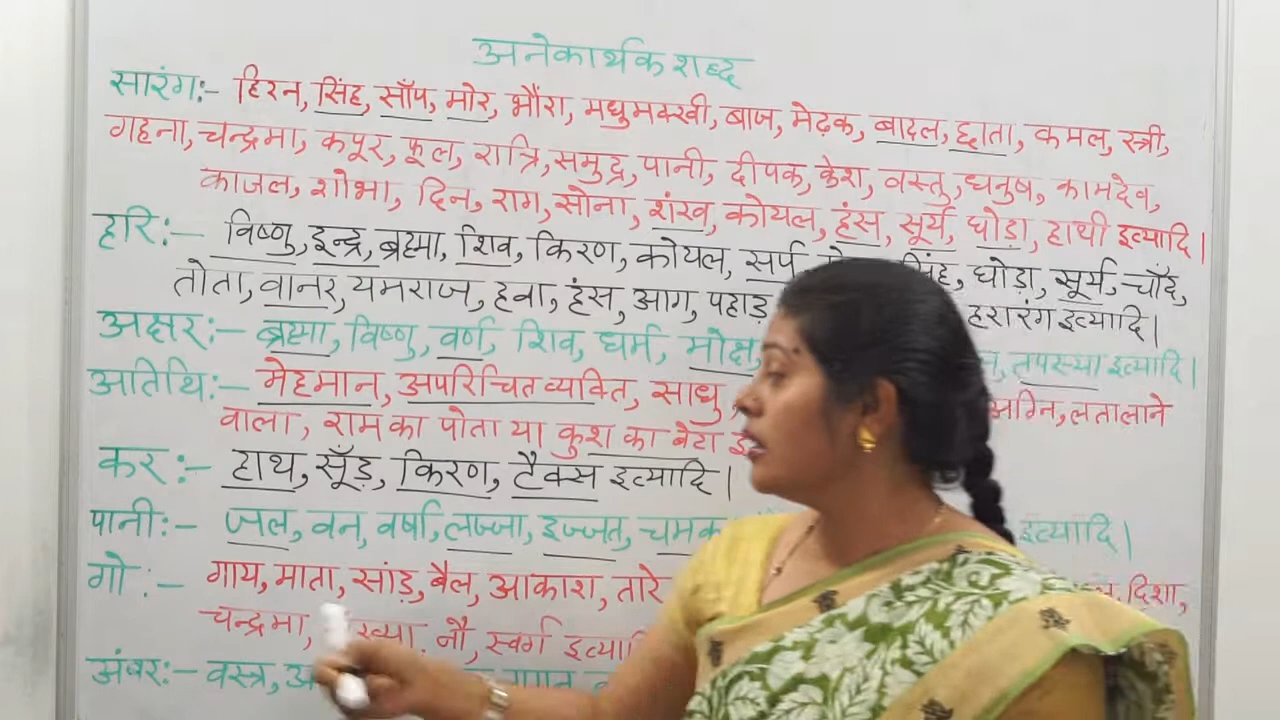 अनेकार्थक शब्द
सारंग:- हिरन, सिंह, साँप, मोर, भौंरा, मधुमक्खी, बाज, मेढ़क, बादल, छाता, कमल, स्त्री,
गहना, चन्द्रमा, कपूर, फूल, रात्रि, समुद्र, पानी, दीपक, केश, वस्तु, धनुष, कामदेव,
काजल, शोभा, दिन, राग, सोना, शंख, कोयल, हंस, सूर्य, घोड़ा, हाथी इत्यादि।
हरि:- विष्णु, इन्द्र, ब्रह्मा, शिव, किरण, कोयल, सर्प, घोड़ा, सूर्य, चाँद,
तोता, वानर, यमराज, हवा, हंस, आग, पहाड़ हरारंग इत्यादि।
अक्षर:- ब्रह्मा, विष्णु, वर्ण, शिव, धर्म, मोक्ष, तपस्या इत्यादि।
अतिथि:- मेहमान, अपरिचित व्यक्ति, साधु, अग्नि, लतालाने
वाला, राम का पोता या कुश का बेटा
कर:- हाथ, सूँड़, किरण, टैक्स इत्यादि।
पानी:- जल, वन, वर्षा, लज्जा, इज्जत, चमक इत्यादि।
गो:- गाय, माता, सांड़, बैल, आकाश, तारे दिशा,
चन्द्रमा, नौ, स्वर्ग
अंबर:- वस्त्र,